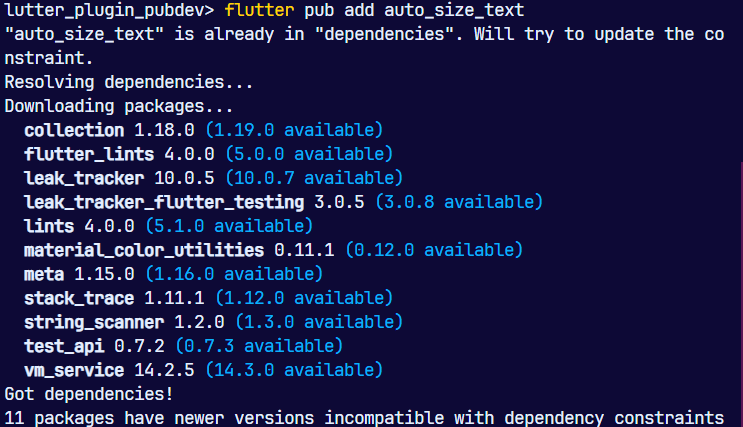 lutter_plugin_pubdev> flutter pub add auto_size_text
"auto_size_text" is already in "dependencies". Will try to update the co
nstraint.
Resolving dependencies...
Downloading packages...
  collection 1.18.0 (1.19.0 available)
  flutter_lints 4.0.0 (5.0.0 available)
  leak_tracker 10.0.5 (10.0.7 available)
  leak_tracker_flutter_testing 3.0.5 (3.0.8 available)
  lints 4.0.0 (5.1.0 available)
  material_color_utilities 0.11.1 (0.12.0 available)
  meta 1.15.0 (1.16.0 available)
  stack_trace 1.11.1 (1.12.0 available)
  string_scanner 1.2.0 (1.3.0 available)
  test_api 0.7.2 (0.7.3 available)
  vm_service 14.2.5 (14.3.0 available)
Got dependencies!
11 packages have newer versions incompatible with dependency constraints